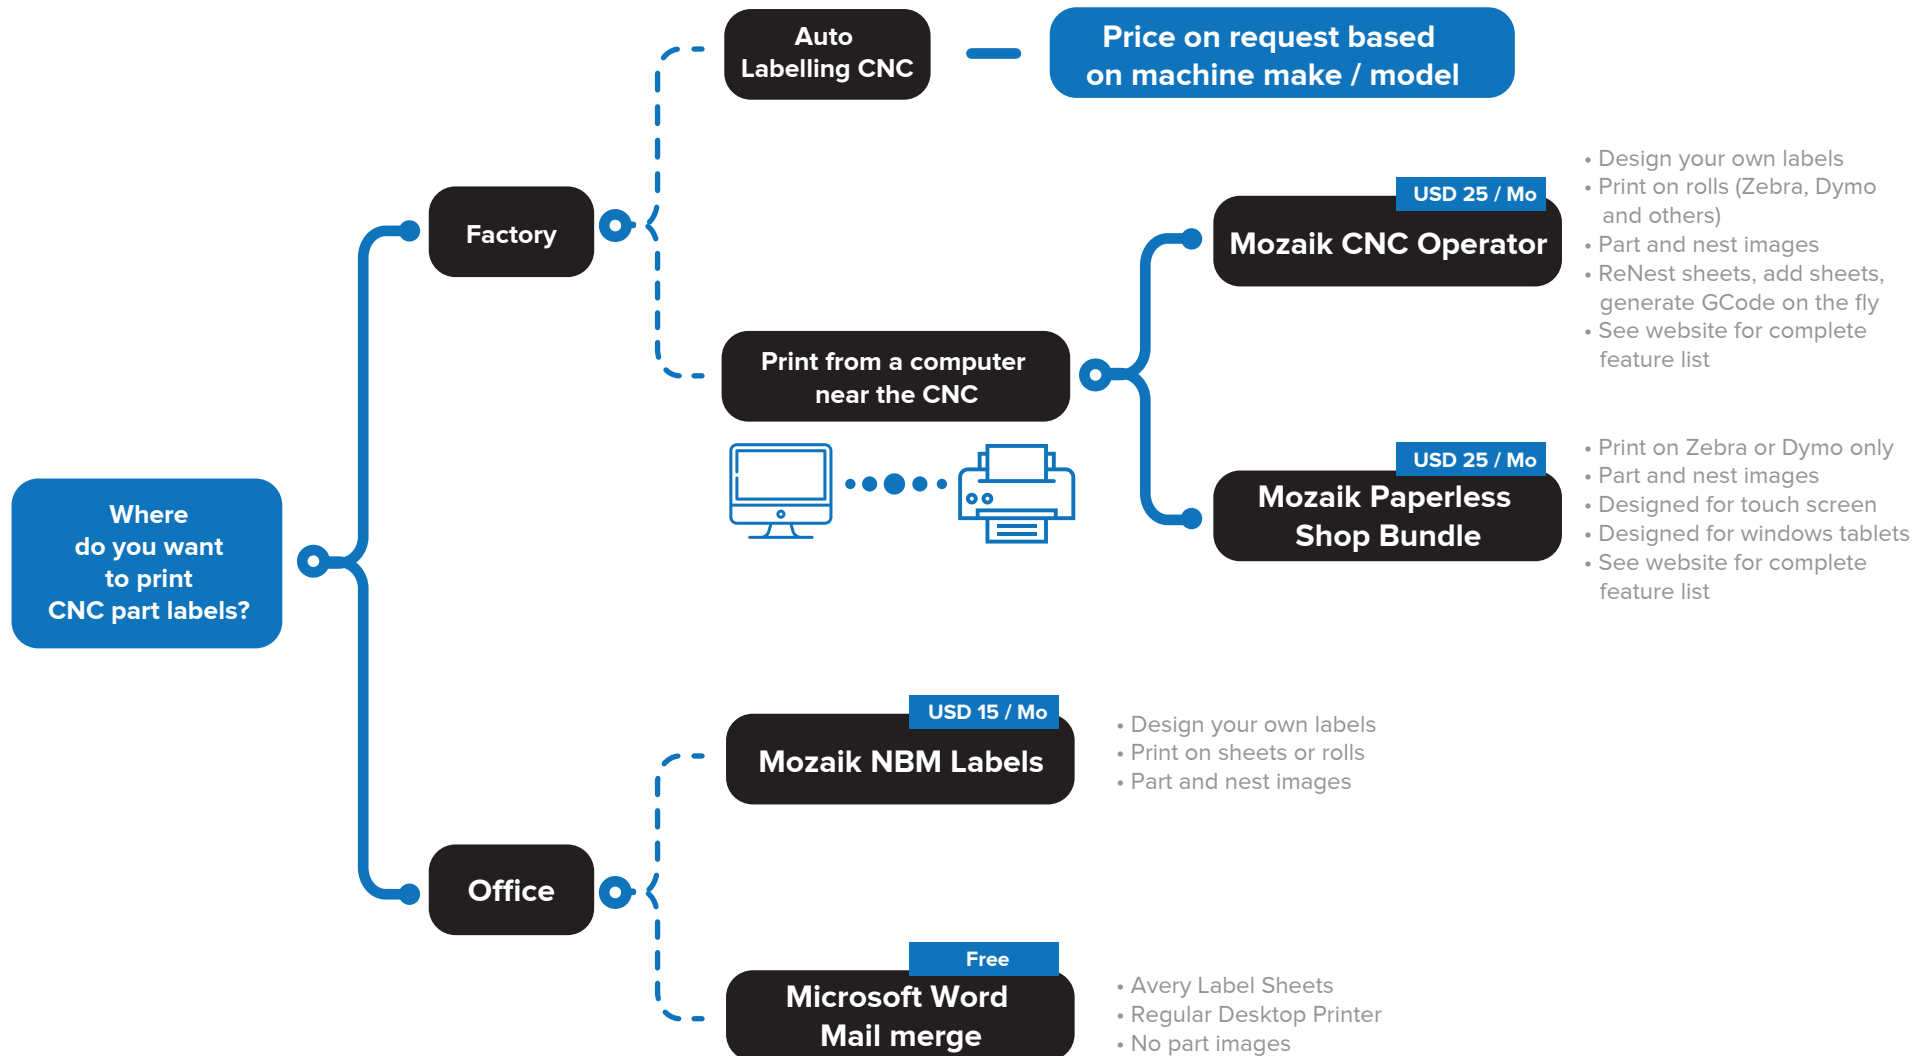 Auto
Labelling CNC
Price on request based
on machine make / model
Factory
USD 25 / Mo
Mozaik CNC Operator
• Design your own labels
• Print on rolls (Zebra, Dymo
and others)
• Part and nest images
• ReNest sheets, add sheets,
generate GCode on the fly
• See website for complete
feature list
Print from a computer
near the CNC
USD 25 / Mo
Mozaik Paperless
Shop Bundle
• Print on Zebra or Dymo only
• Part and nest images
• Designed for touch screen
• Designed for windows tablets
• See website for complete
feature list
Where
do you want
to print
CNC part labels?
USD 15 / Mo
Mozaik NBM Labels
• Design your own labels
• Print on sheets or rolls
• Part and nest images
Office
Free
Microsoft Word
Mail merge
• Avery Label Sheets
• Regular Desktop Printer
• No part images